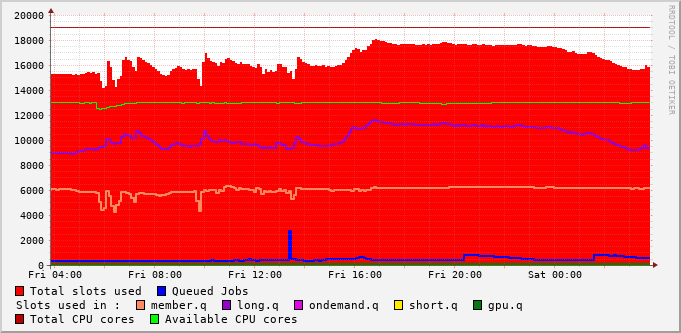 RRDTOOL / TOBI OETIKER
20000
18000
16000
14000
12000
10000
8000
6000
4000
2000
0
Fri 04:00 Fri 08:00 Fri 12:00 Fri 16:00 Fri 20:00 Sat 00:00
Total slots used Queued Jobs
Slots used in : member.q long.q ondemand.q short.q gpu.q
Total CPU cores Available CPU cores